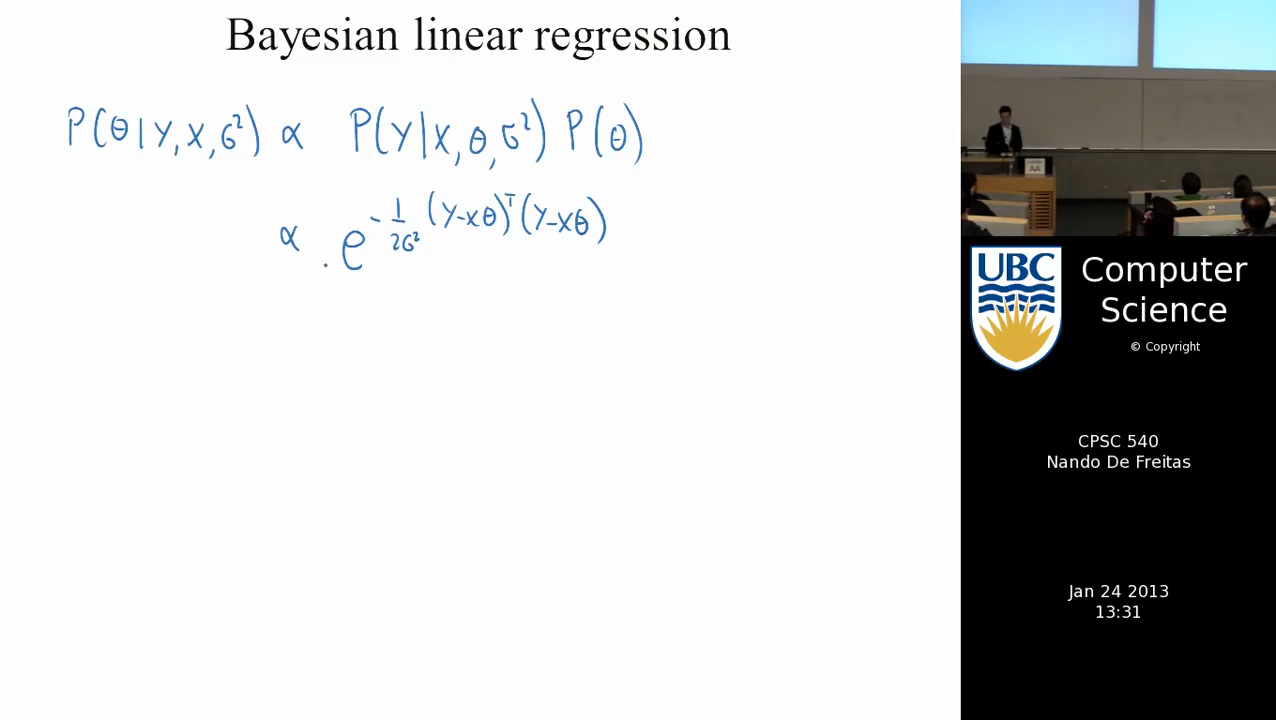 Bayesian linear regression
P(θ|Y,X,σ²) ∝ P(Y|X,θ,σ²) P(θ)
∝ e^{-1/2σ² (Y-Xθ)ᵀ(Y-Xθ)}
UBC
Computer
Science
© Copyright
CPSC 540
Nando De Freitas
Jan 24 2013
13:31